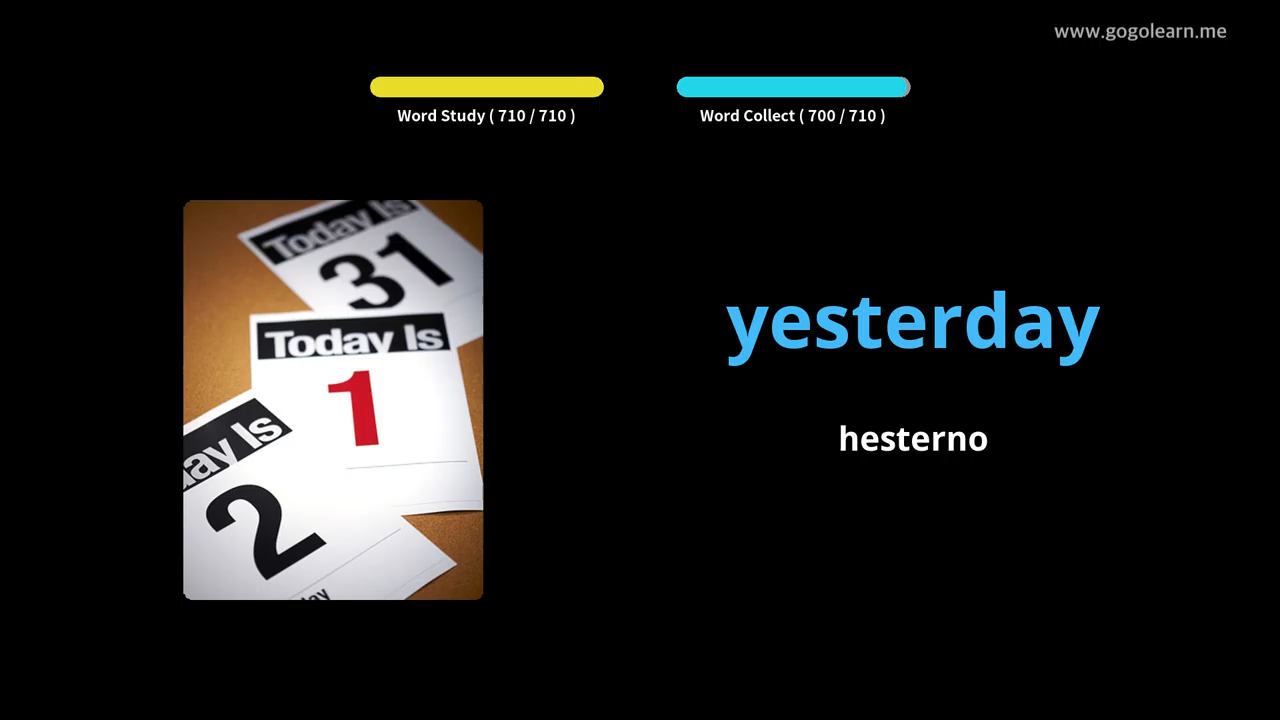 www.gogolearn.me
Word Study ( 710 / 710 )
Word Collect ( 700 / 710 )
Today Is
31
Today Is
1
ay Is
2
yesterday
hesterno